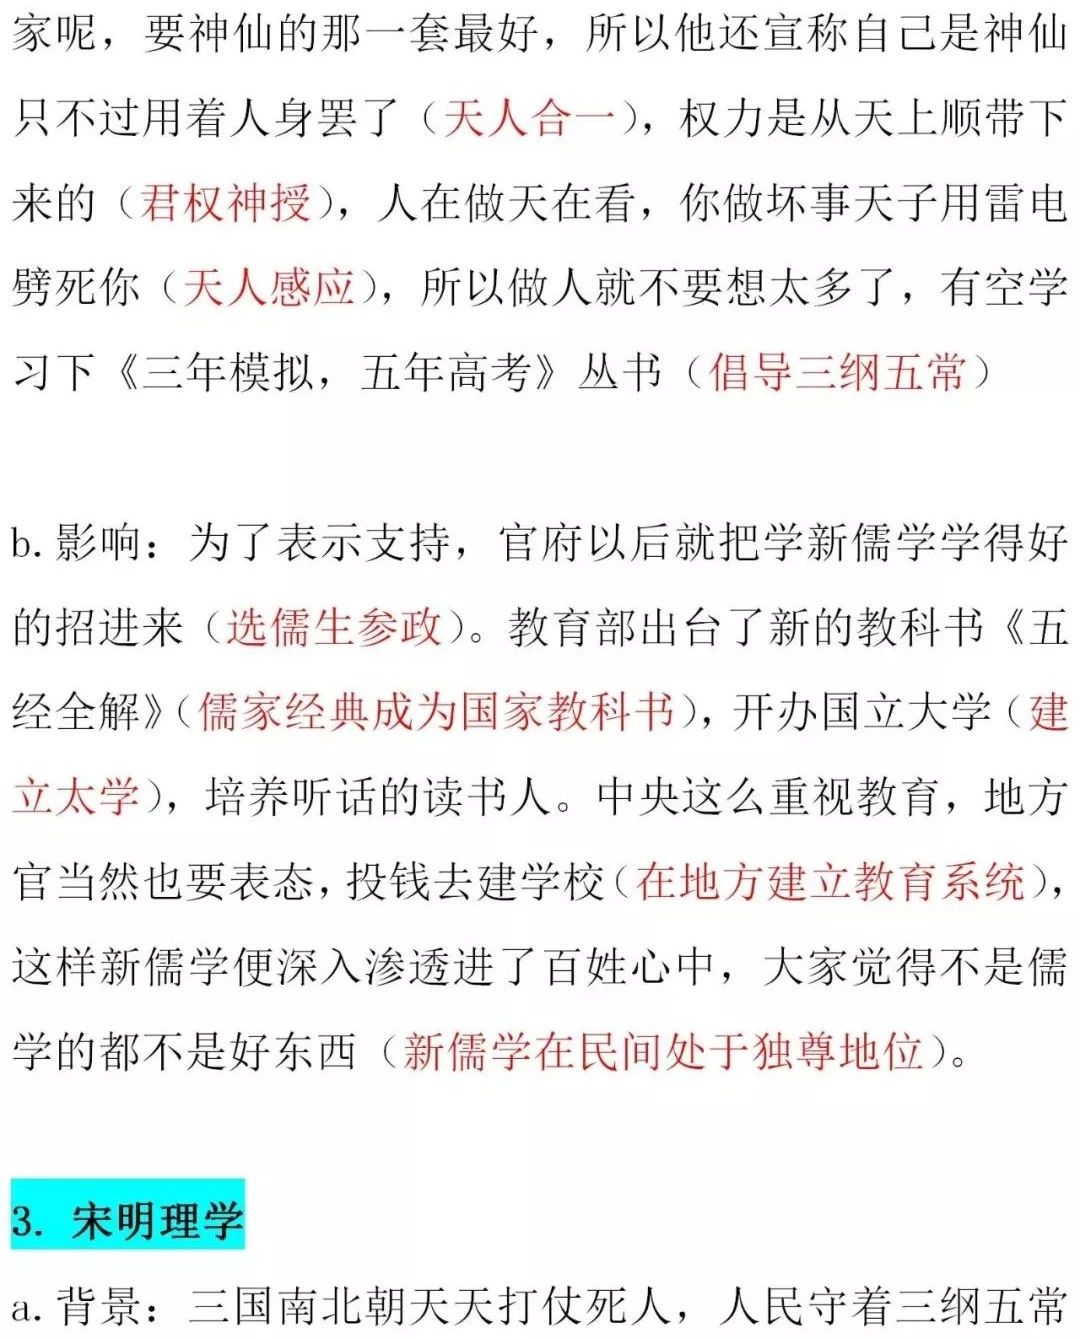 家呢，要神仙的那一套最好，所以他还宣称自己是神仙
只不过用着人身罢了（天人合一），权力是从天上顺带下
来的（君权神授），人在做天在看，你做坏事天子用雷电
劈死你（天人感应），所以做人就不要想太多了，有空学
习下《三年模拟，五年高考》丛书（倡导三纲五常）
b. 影响：为了表示支持，官府以后就把学新儒学学得好
的招进来（选儒生参政）。教育部出台了新的教科书《五
经全解》（儒家经典成为国家教科书），开办国立大学（建
立太学），培养听话的读书人。中央这么重视教育，地方
官当然也要表态，投钱去建学校（在地方建立教育系统），
这样新儒学便深入渗透进了百姓心中，大家觉得不是儒
学的都不是好东西（新儒学在民间处于独尊地位）。
3. 宋明理学
a. 背景：三国南北朝天天打仗死人，人民守着三纲五常